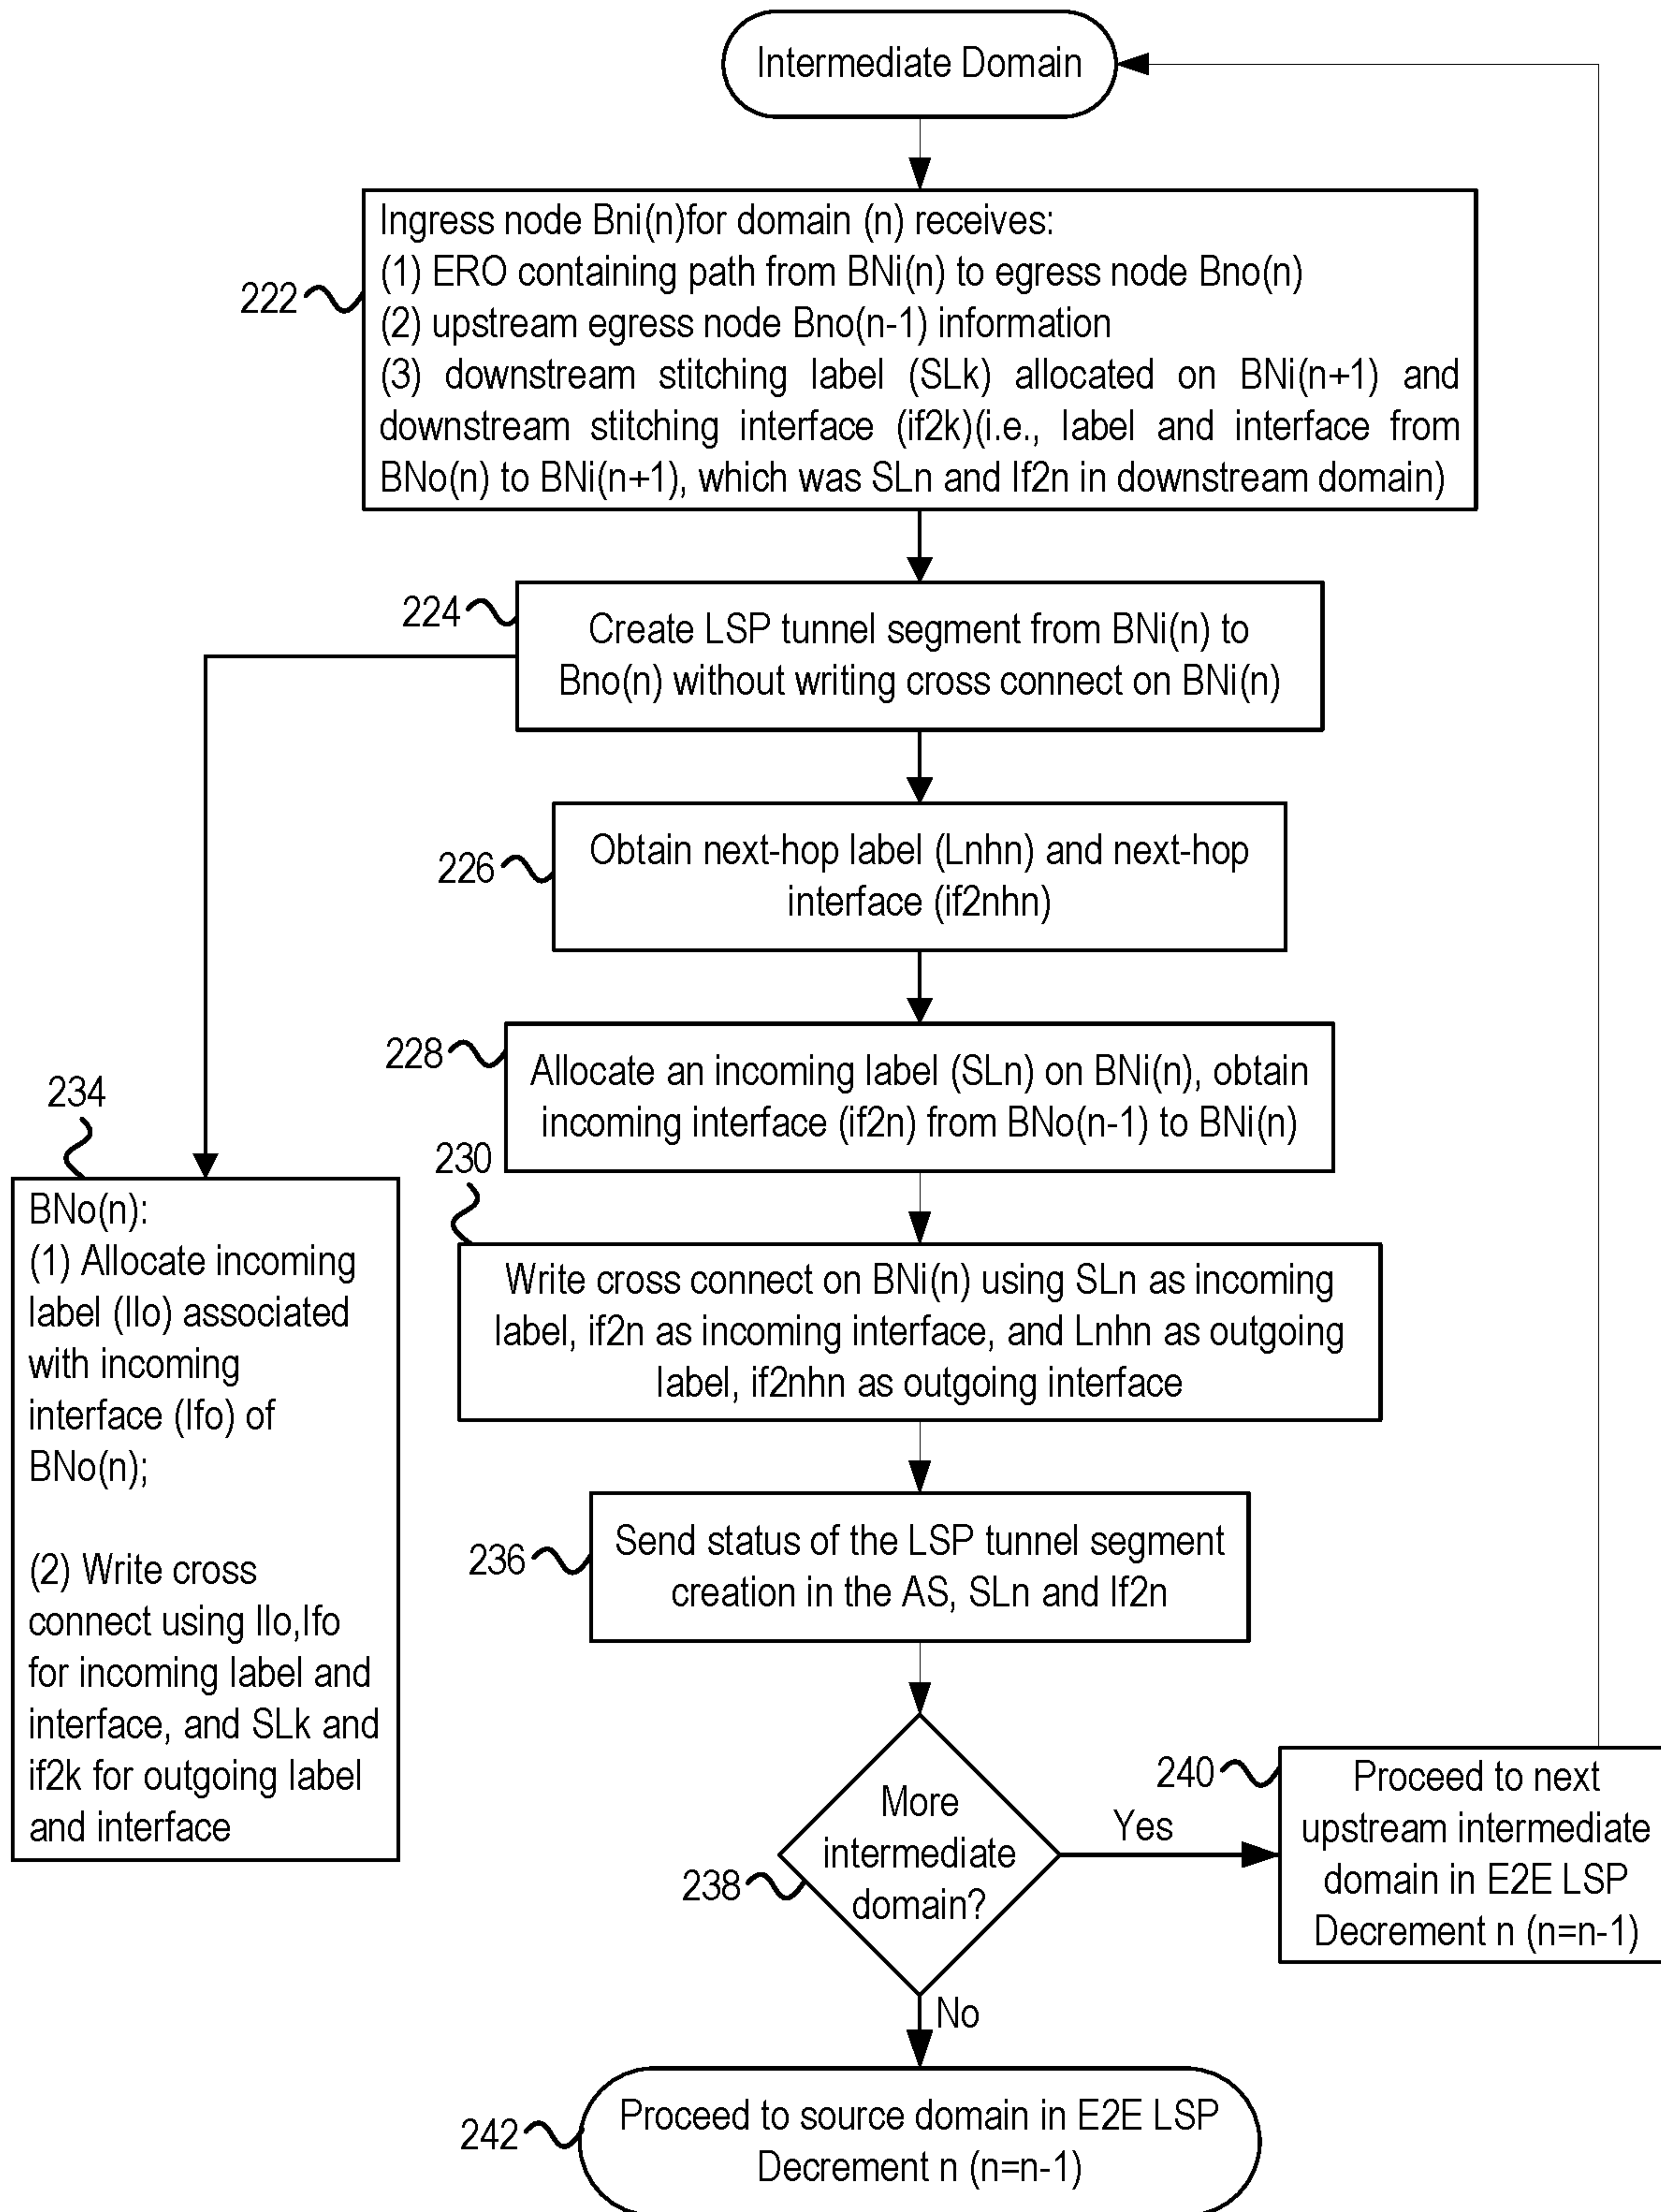 Intermediate Domain
222
Ingress node Bni(n)for domain (n) receives:
(1) ERO containing path from BNi(n) to egress node Bno(n)
(2) upstream egress node Bno(n-1) information
(3) downstream stitching label (SLk) allocated on BNi(n+1) and
downstream stitching interface (if2k)(i.e., label and interface from
BNo(n) to BNi(n+1), which was SLn and If2n in downstream domain)
224
Create LSP tunnel segment from BNi(n) to
Bno(n) without writing cross connect on BNi(n)
226
Obtain next-hop label (Lnhn) and next-hop
interface (if2nhn)
228
Allocate an incoming label (SLn) on BNi(n), obtain
incoming interface (if2n) from BNo(n-1) to BNi(n)
230
Write cross connect on BNi(n) using SLn as incoming
label, if2n as incoming interface, and Lnhn as outgoing
label, if2nhn as outgoing interface
234
BNo(n):
(1) Allocate incoming
label (Ilo) associated
with incoming
interface (Ifo) of
BNo(n);
(2) Write cross
connect using Ilo,Ifo
for incoming label and
interface, and SLk and
if2k for outgoing label
and interface
236
Send status of the LSP tunnel segment
creation in the AS, SLn and If2n
238
More
intermediate
domain?
Yes
240
Proceed to next
upstream intermediate
domain in E2E LSP
Decrement n (n=n-1)
No
242
Proceed to source domain in E2E LSP
Decrement n (n=n-1)